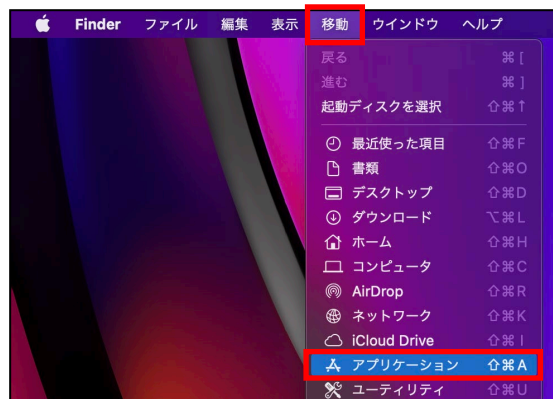 Finder ファイル 編集 表示 移動 ウインドウ ヘルプ
戻る ⌘[
進む ⌘]
起動ディスクを選択 ⇧⌘↑
最近使った項目 ⇧⌘F
書類 ⇧⌘O
デスクトップ ⇧⌘D
ダウンロード ⌥⌘L
ホーム ⇧⌘H
コンピュータ ⇧⌘C
AirDrop ⇧⌘R
ネットワーク ⇧⌘K
iCloud Drive ⇧⌘I
アプリケーション ⇧⌘A
ユーティリティ ⇧⌘U